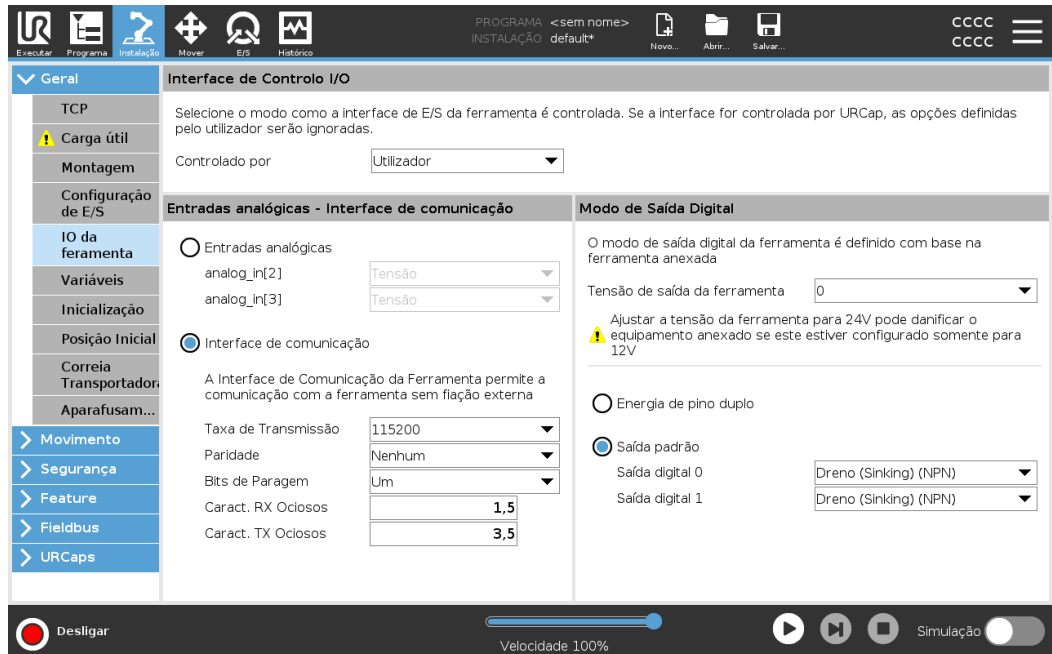 UR
PROGRAMA <sem nome>
INSTALAÇÃO default*
CCCC
CCCC
Executar Programa Instalação Mover E/S Histórico Novo... Abrir... Salvar...
Geral
TCP
Carga útil
Montagem
Configuração
de E/S
IO da
feramenta
Variáveis
Inicialização
Posição Inicial
Correia
Transportadora
Aparafusam...
Movimento
Segurança
Feature
Fieldbus
URCaps
Interface de Controlo I/O
Selecione o modo como a interface de E/S da ferramenta é controlada. Se a interface for controlada por URCap, as opções definidas
pelo utilizador serão ignoradas.
Controlado por Utilizador
Entradas analógicas - Interface de comunicação
Entradas analógicas
analog_in[2] Tensão
analog_in[3] Tensão
Interface de comunicação
A Interface de Comunicação da Ferramenta permite a
comunicação com a ferramenta sem fiação externa
Taxa de Transmissão 115200
Paridade Nenhum
Bits de Paragem Um
Caract. RX Ociosos 1,5
Caract. TX Ociosos 3,5
Modo de Saída Digital
O modo de saída digital da ferramenta é definido com base na
ferramenta anexada
Tensão de saída da ferramenta 0
Ajustar a tensão da ferramenta para 24V pode danificar o
equipamento anexado se este estiver configurado somente para
12V
Energia de pino duplo
Saída padrão
Saída digital 0 Dreno (Sinking) (NPN)
Saída digital 1 Dreno (Sinking) (NPN)
Desligar
Velocidade 100%
Simulação